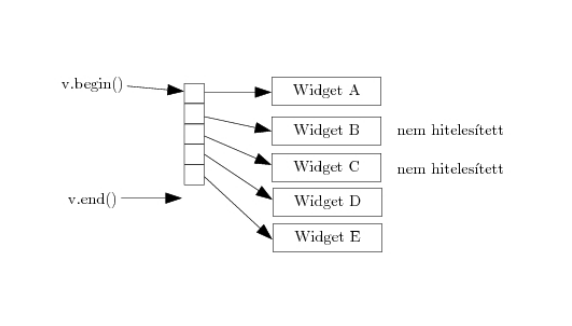 v.begin()
Widget A
Widget B
nem hitelesített
Widget C
nem hitelesített
Widget D
v.end()
Widget E